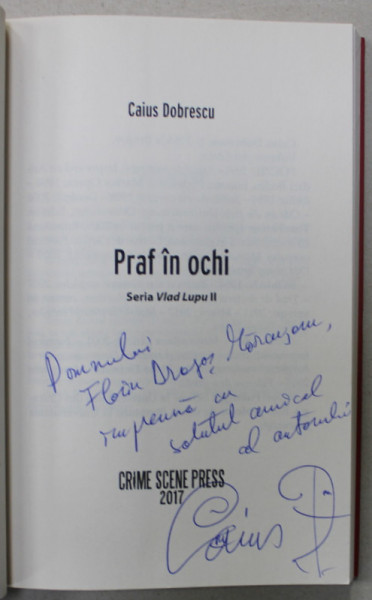 Caius Dobrescu
Praf în ochi
Seria Vlad Lupu II
Domnului
Florin Dragoș
împreună cu
salutul amical
al autorului
CRIME SCENE PRESS
2017
Caius D